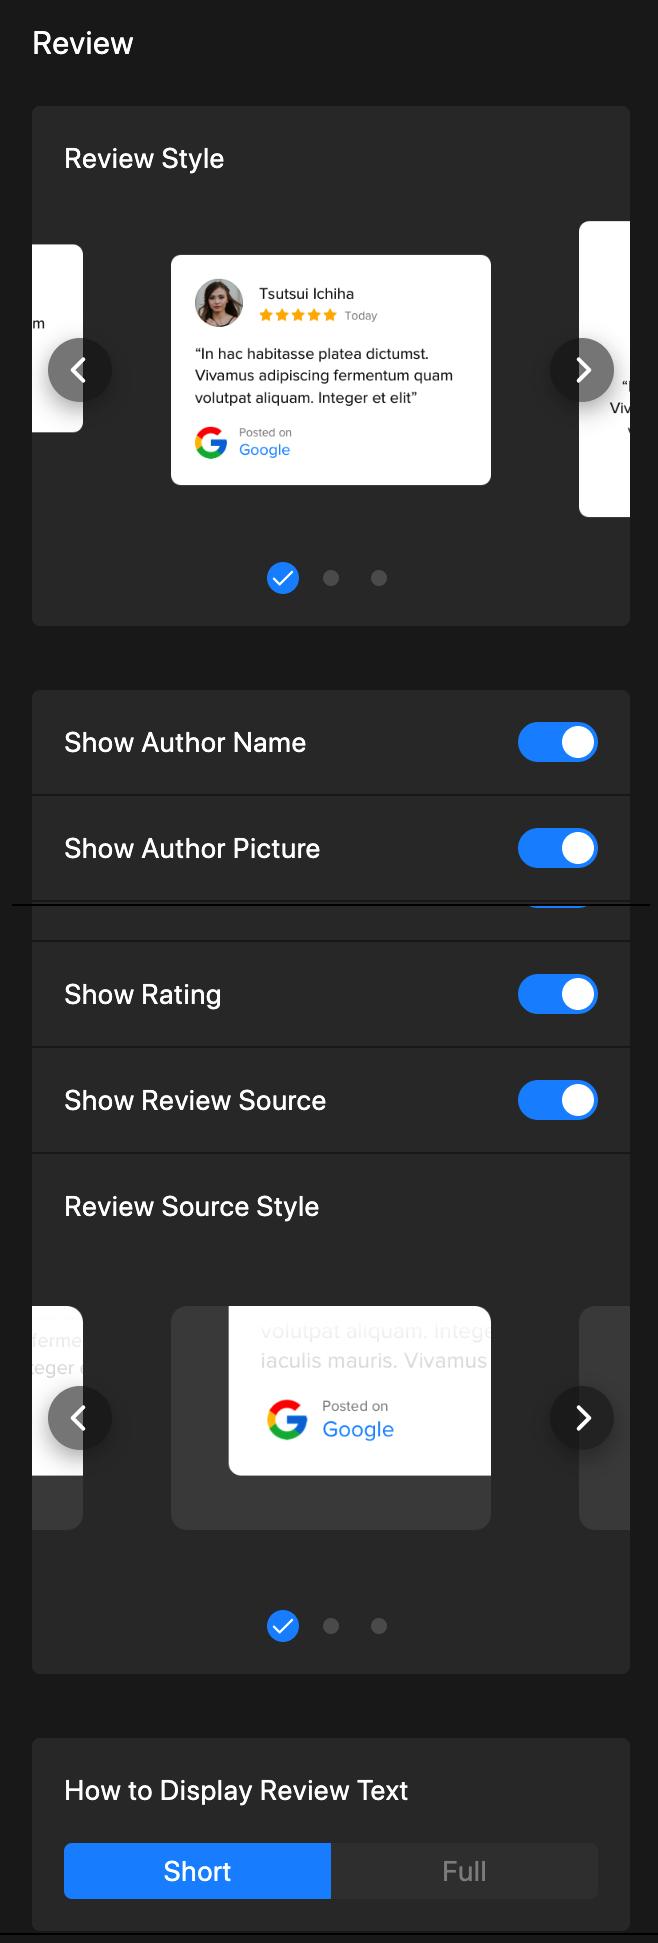 Review
Review Style
m
Tsutsui Ichiha
Today
“In hac habitasse platea dictumst.
Vivamus adipiscing fermentum quam
volutpat aliquam. Integer et elit”
Posted on
Google
Show Author Name
Show Author Picture
Show Rating
Show Review Source
Review Source Style
ferme
teger
volutpat aliquam. Intege
iaculis mauris. Vivamus
Posted on
Google
How to Display Review Text
Short
Full